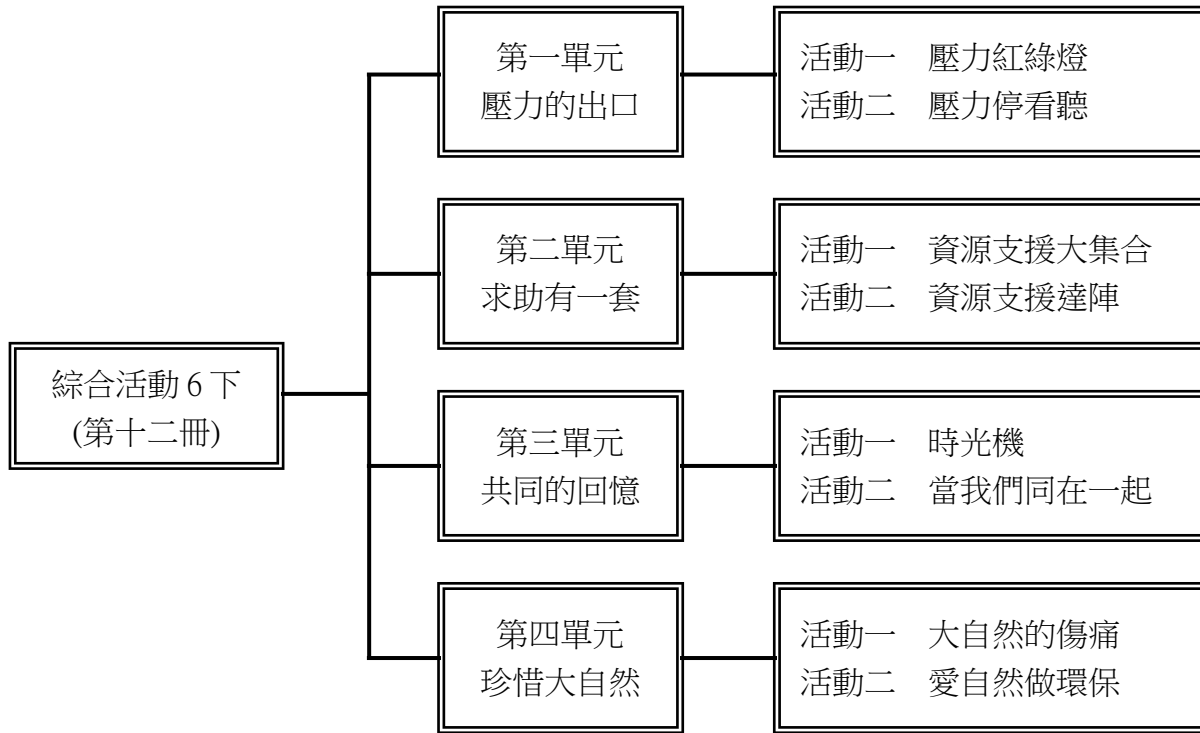 綜合活動 6 下
(第十二冊)
第一單元
壓力的出口
活動一　壓力紅綠燈
活動二　壓力停看聽
第二單元
求助有一套
活動一　資源支援大集合
活動二　資源支援達陣
第三單元
共同的回憶
活動一　時光機
活動二　當我們同在一起
第四單元
珍惜大自然
活動一　大自然的傷痛
活動二　愛自然做環保